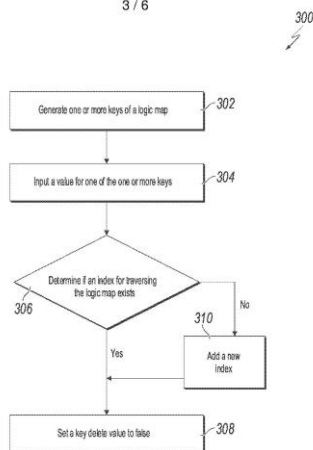 3 / 6
300
Generate one or more keys of a logic map
302
Input a value for one of the one or more keys
304
Determine if an index for traversing
the logic map exists
306
No
310
Add a new
index
Yes
Set a key delete value to false
308